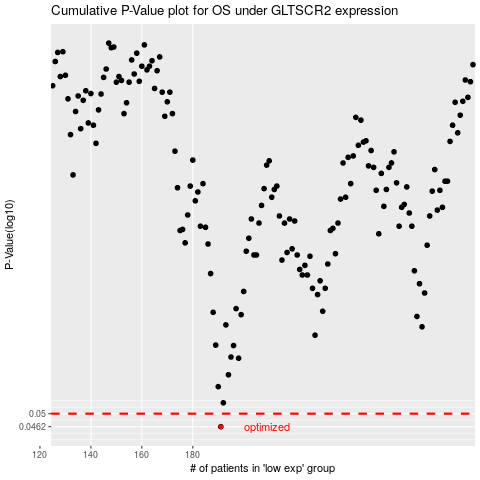 Cumulative P-Value plot for OS under GLTSCR2 expression
P-Value(log10)
0.05
0.0462
optimized
120 140 160 180
# of patients in 'low exp' group